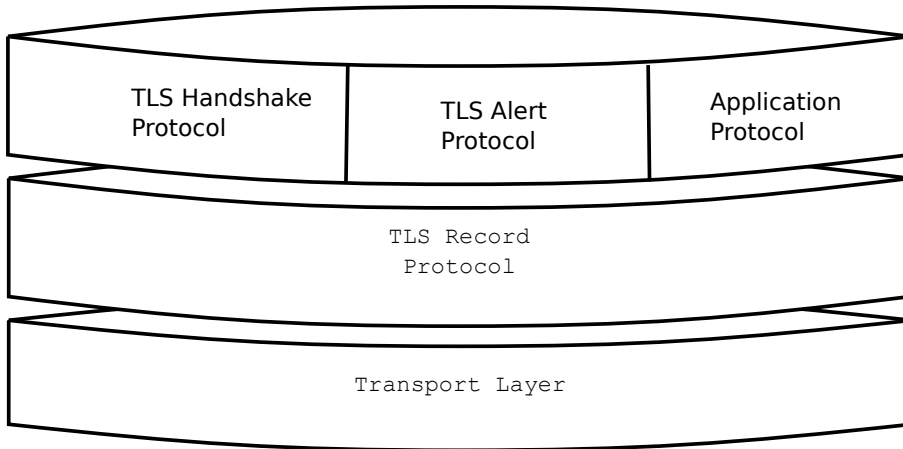 TLS Handshake
Protocol
TLS Alert
Protocol
Application
Protocol
TLS Record
Protocol
Transport Layer